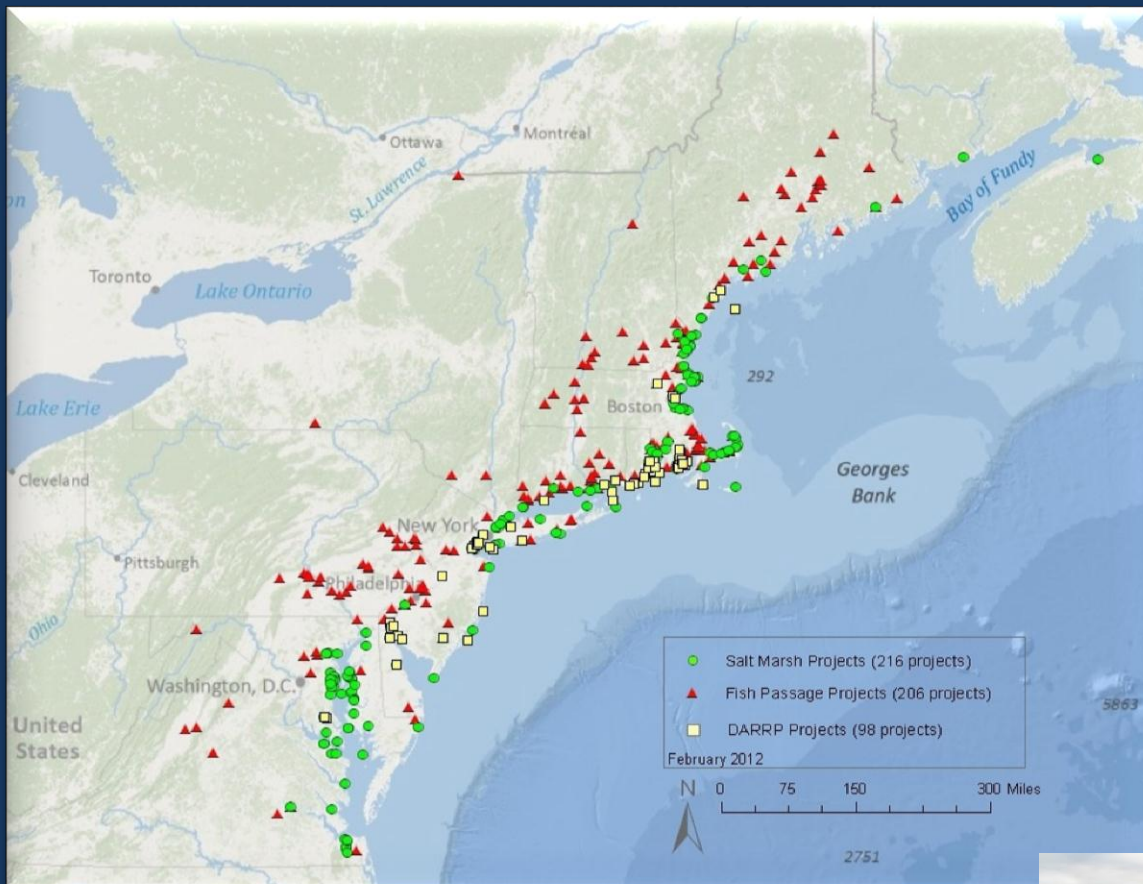 Ottawa
Montréal
St. Lawrence
Bay of Fundy
on
Toronto
Lake Ontario
Lake Erie
292
Boston
Georges
Bank
Cleveland
New York
Pittsburgh
Philadelphia
Ohio
Washington, D.C.
United
States
5863
Salt Marsh Projects (216 projects)
Fish Passage Projects (206 projects)
DARRP Projects (98 projects)
February 2012
N
0 75 150 300 Miles
2751